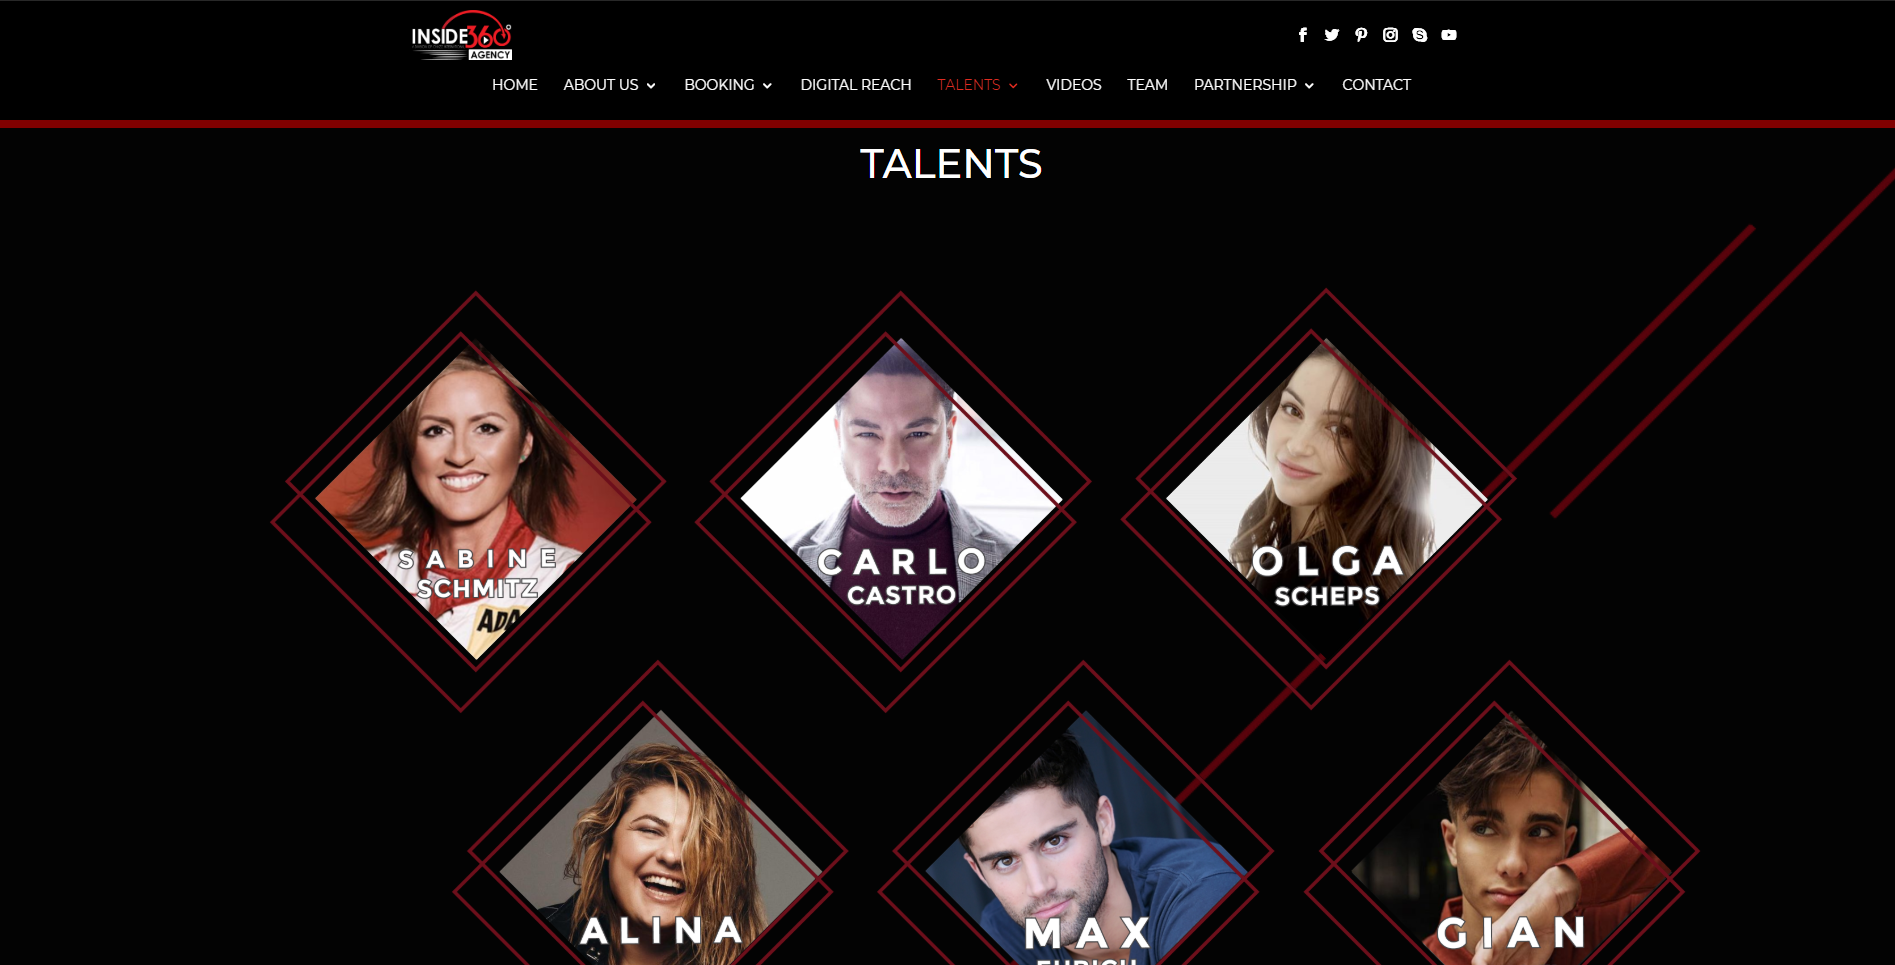 INSIDE360°
AGENCY
HOME ABOUT US BOOKING DIGITAL REACH TALENTS VIDEOS TEAM PARTNERSHIP CONTACT
TALENTS
SABINE
SCHMITZ
ADA
CARLO
CASTRO
OLGA
SCHEPS
ALINA
MAX
EHRICH
GIAN